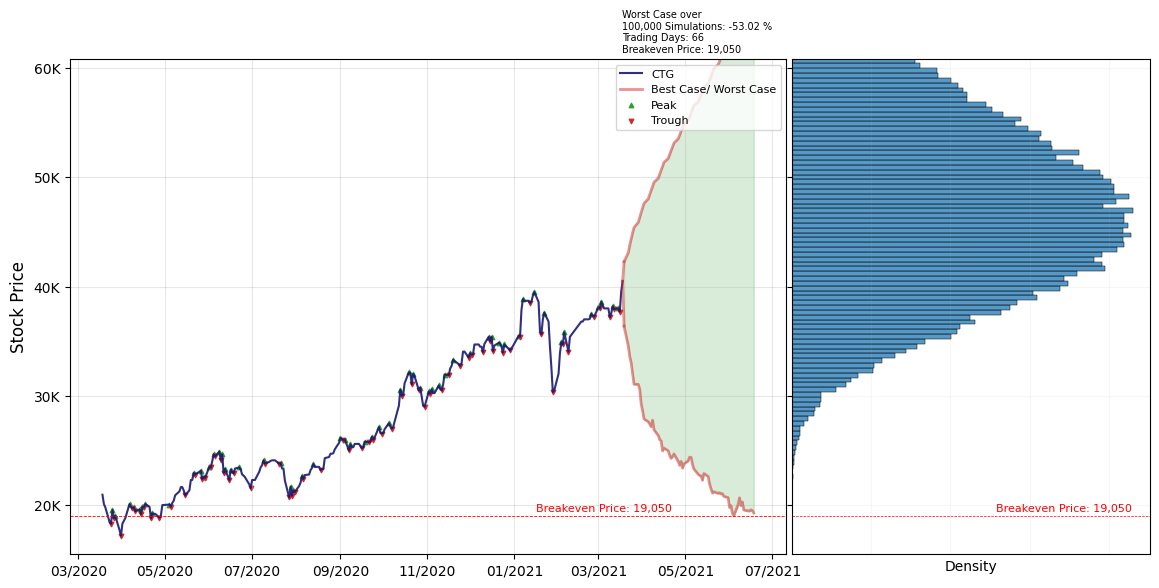 Worst Case over
100,000 Simulations: -53.02 %
Trading Days: 66
Breakeven Price: 19,050
CTG
Best Case/ Worst Case
Peak
Trough
60K
50K
40K
30K
20K
Stock Price
Breakeven Price: 19,050
Breakeven Price: 19,050
03/2020 05/2020 07/2020 09/2020 11/2020 01/2021 03/2021 05/2021 07/2021
Density